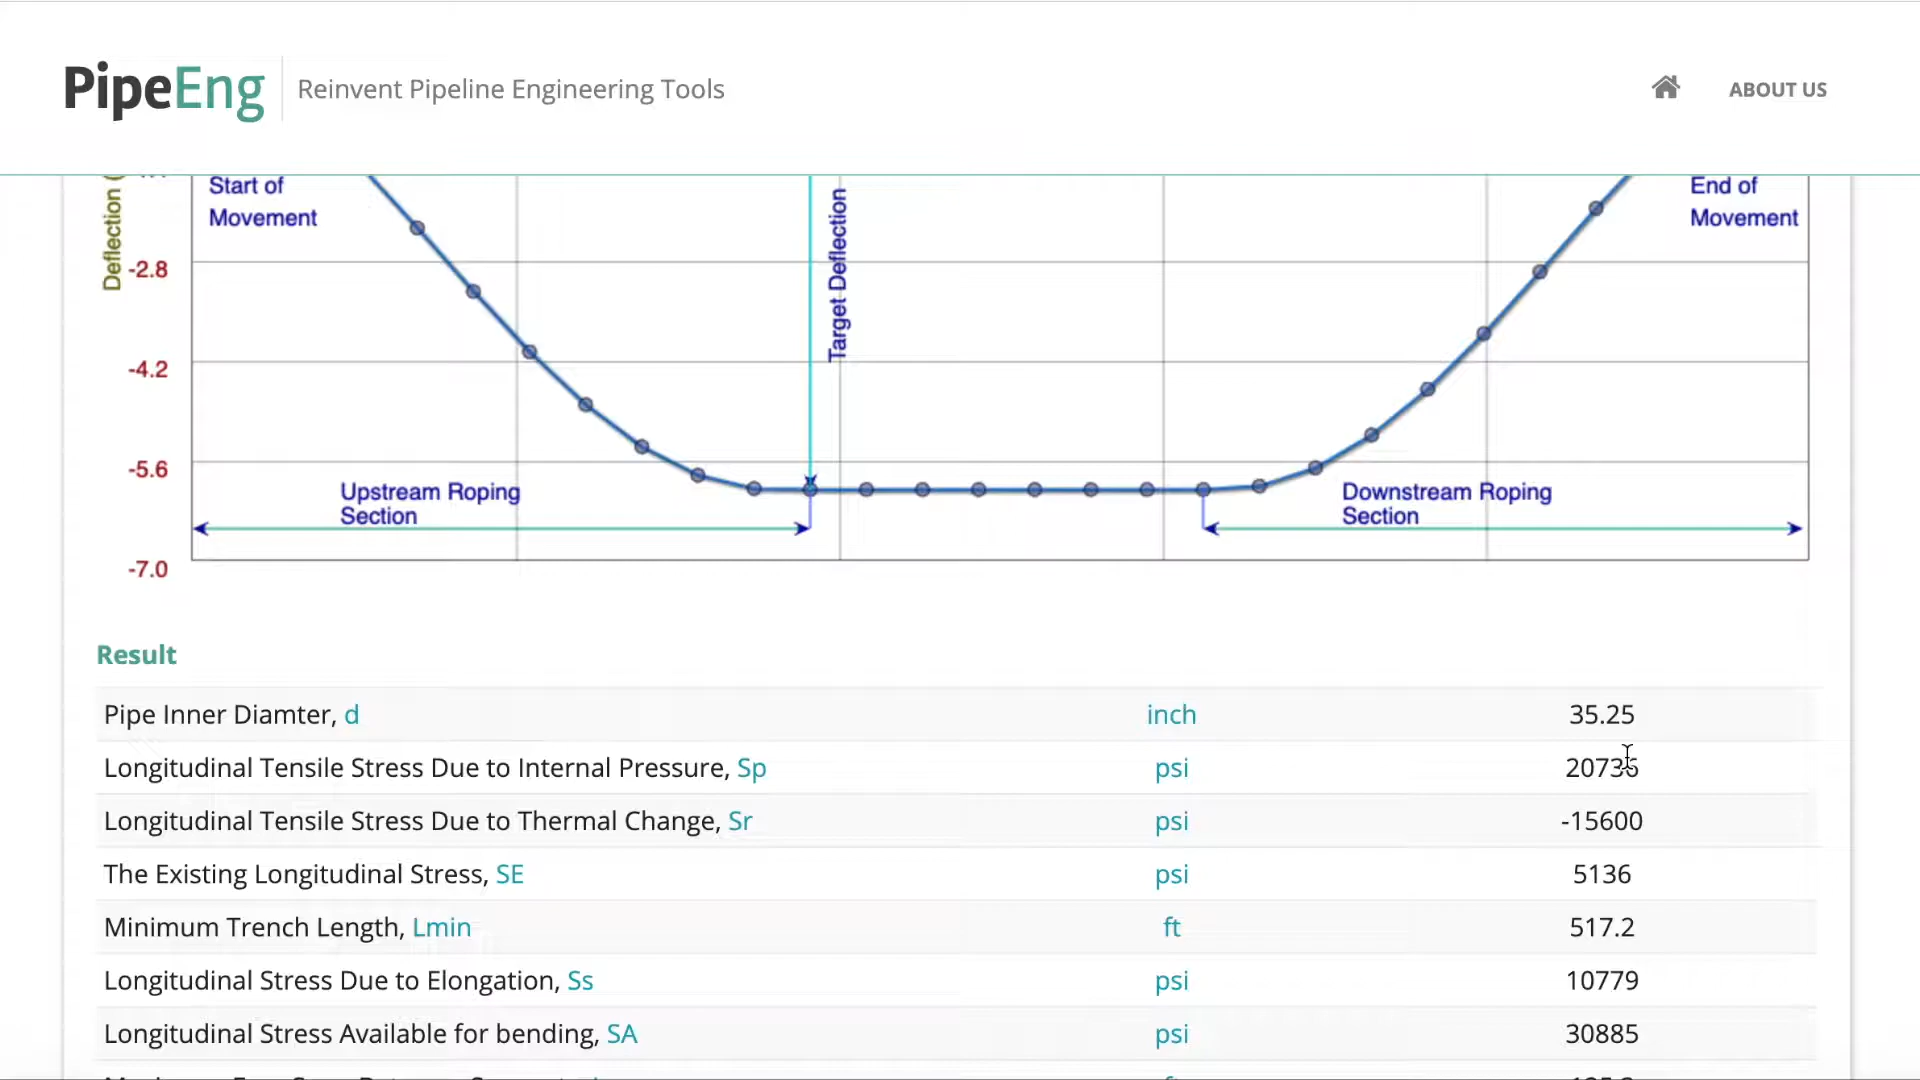 PipeEng
Reinvent Pipeline Engineering Tools
ABOUT US
Deflection
Start of
Movement
End of
Movement
Target Deflection
-2.8
-4.2
-5.6
-7.0
Upstream Roping
Section
Downstream Roping
Section
Result
Pipe Inner Diamter, d inch 35.25
Longitudinal Tensile Stress Due to Internal Pressure, Sp psi 20736
Longitudinal Tensile Stress Due to Thermal Change, Sr psi -15600
The Existing Longitudinal Stress, SE psi 5136
Minimum Trench Length, Lmin ft 517.2
Longitudinal Stress Due to Elongation, Ss psi 10779
Longitudinal Stress Available for bending, SA psi 30885